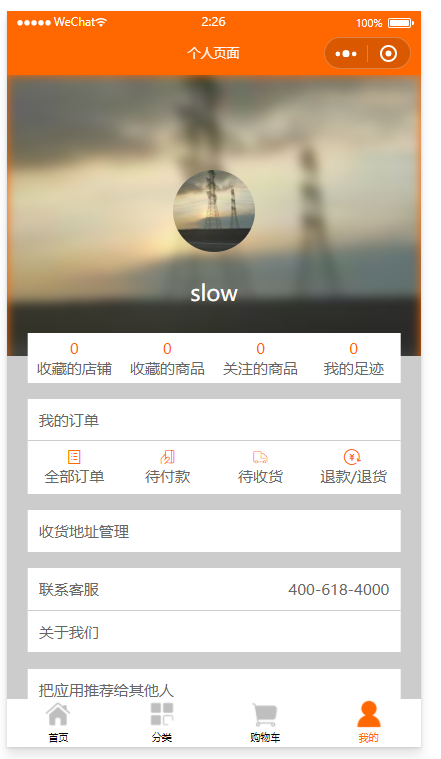 WeChat 2:26 100%
个人页面
slow
0 0 0 0
收藏的店铺 收藏的商品 关注的商品 我的足迹
我的订单
全部订单 待付款 待收货 退款/退货
收货地址管理
联系客服 400-618-4000
关于我们
把应用推荐给其他人
首页 分类 购物车 我的